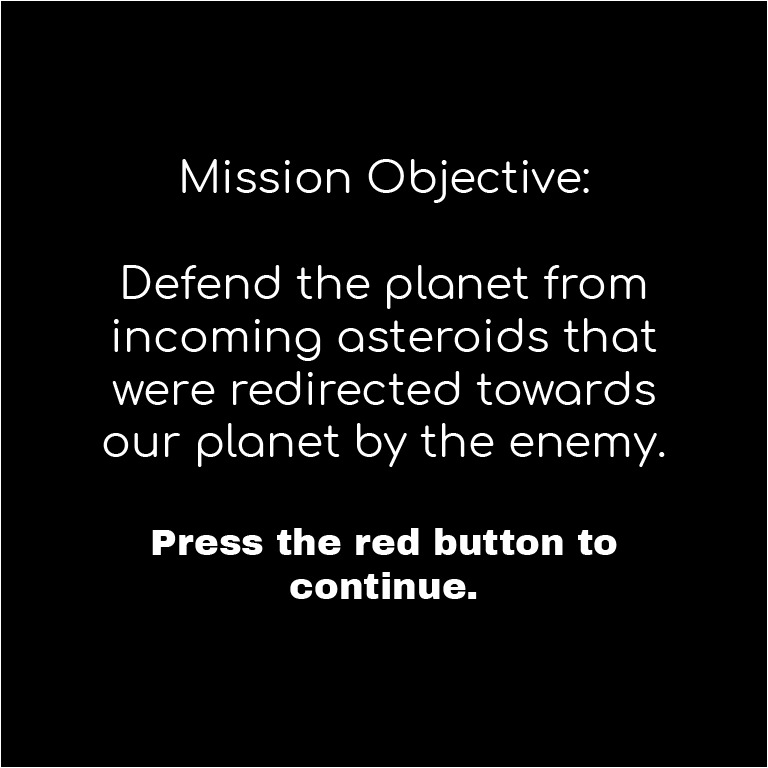 Mission Objective:
Defend the planet from
incoming asteroids that
were redirected towards
our planet by the enemy.
Press the red button to
continue.